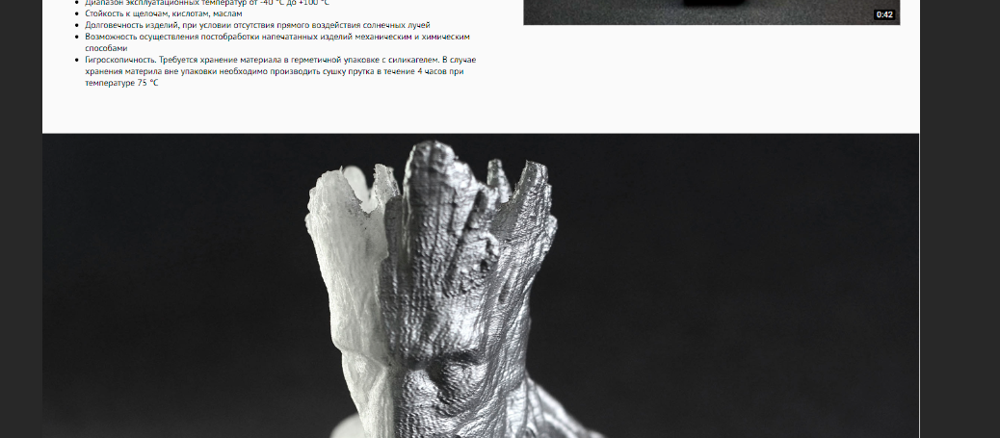 Диапазон эксплуатационных температур от -40 °C до +100 °C
Стойкость к щелочам, кислотам, маслам
0:42
Долговечность изделий, при условии отсутствия прямого воздействия солнечных лучей
Возможность осуществления постобработки напечатанных изделий механическим и химическим
способами
Гигроскопичность. Требуется хранение материала в герметичной упаковке с силикагелем. В случае
хранения материла вне упаковки необходимо производить сушку прутка в течение 4 часов при
температуре 75 °C